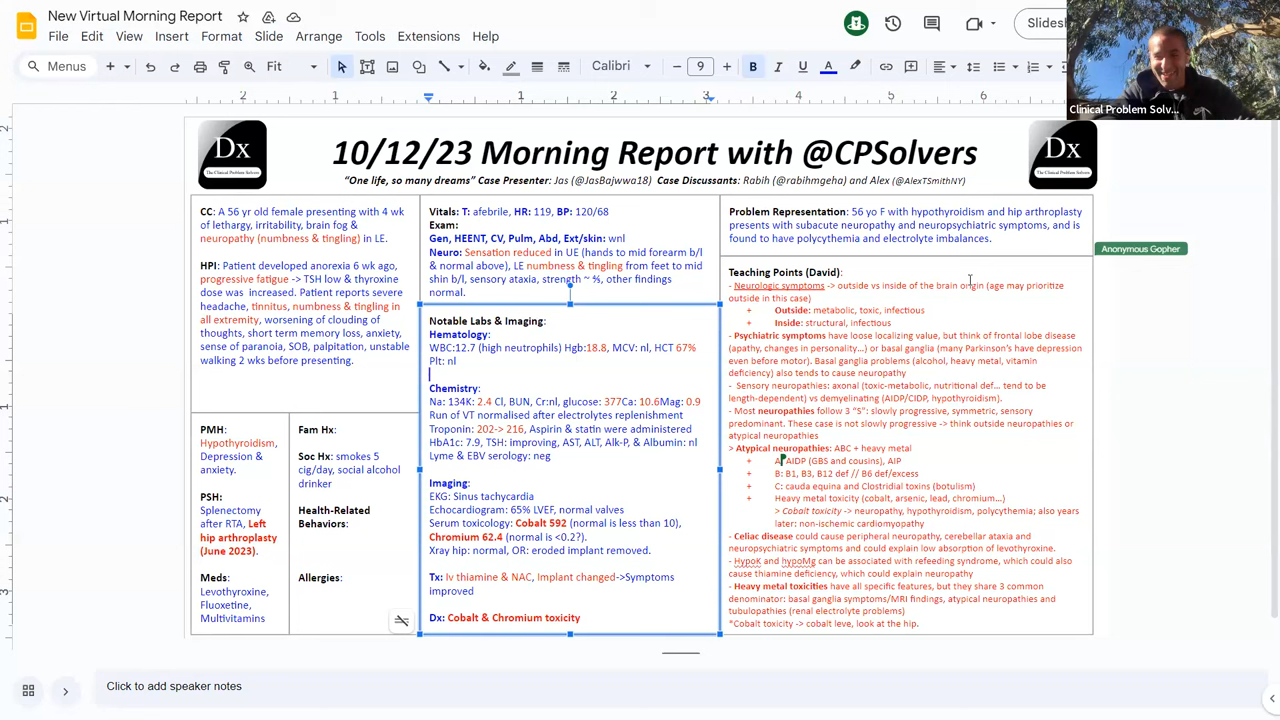 New Virtual Morning Report
File Edit View Insert Format Slide Arrange Tools Extensions Help
Slidesh
Menus
Fit
Calibri
9
B I U A
2 1 1 2 3 4 5 6
Clinical Problem Solv...
Dx
10/12/23 Morning Report with @CPSolvers
Dx
"One life, so many dreams" Case Presenter: Jas (@JasBajwwa18) Case Discussants: Rabih (@rabihmgeha) and Alex (@AlexTSmithNY)
CC: A 56 yr old female presenting with 4 wk
of lethargy, irritability, brain fog &
neuropathy (numbness & tingling) in LE.
HPI: Patient developed anorexia 6 wk ago,
progressive fatigue -> TSH low & thyroxine
dose was increased. Patient reports severe
headache, tinnitus, numbness & tingling in
all extremity, worsening of clouding of
thoughts, short term memory loss, anxiety,
sense of paranoia, SOB, palpitation, unstable
walking 2 wks before presenting.
PMH:
Hypothyroidism,
Depression &
anxiety.
PSH:
Splenectomy
after RTA, Left
hip arthroplasty
(June 2023).
Meds:
Levothyroxine,
Fluoxetine,
Multivitamins
Fam Hx:
Soc Hx: smokes 5
cig/day, social alcohol
drinker
Health-Related
Behaviors:
Allergies:
Vitals: T: afebrile, HR: 119, BP: 120/68
Exam:
Gen, HEENT, CV, Pulm, Abd, Ext/skin: wnl
Neuro: Sensation reduced in UE (hands to mid forearm b/l
& normal above), LE numbness & tingling from feet to mid
shin b/l, sensory ataxia, strength ~ ⅘, other findings
normal.
Notable Labs & Imaging:
Hematology:
WBC:12.7 (high neutrophils) Hgb:18.8, MCV: nl, HCT 67%
Plt: nl
Chemistry:
Na: 134K: 2.4 Cl, BUN, Cr:nl, glucose: 377Ca: 10.6Mag: 0.9
Run of VT normalised after electrolytes replenishment
Troponin: 202-> 216, Aspirin & statin were administered
HbA1c: 7.9, TSH: improving, AST, ALT, Alk-P, & Albumin: nl
Lyme & EBV serology: neg
Imaging:
EKG: Sinus tachycardia
Echocardiogram: 65% LVEF, normal valves
Serum toxicology: Cobalt 592 (normal is less than 10),
Chromium 62.4 (normal is <0.2?).
Xray hip: normal, OR: eroded implant removed.
Tx: Iv thiamine & NAC, Implant changed->Symptoms
improved
Dx: Cobalt & Chromium toxicity
Problem Representation: 56 yo F with hypothyroidism and hip arthroplasty
presents with subacute neuropathy and neuropsychiatric symptoms, and is
found to have polycythemia and electrolyte imbalances.
Anonymous Gopher
Teaching Points (David):
- Neurologic symptoms -> outside vs inside of the brain origin (age may prioritize
outside in this case)
+ Outside: metabolic, toxic, infectious
+ Inside: structural, infectious
- Psychiatric symptoms have loose localizing value, but think of frontal lobe disease
(apathy, changes in personality...) or basal ganglia (many Parkinson's have depression
even before motor). Basal ganglia problems (alcohol, heavy metal, vitamin
deficiency) also tends to cause neuropathy
- Sensory neuropathies: axonal (toxic-metabolic, nutritional def... tend to be
length-dependent) vs demyelinating (AIDP/CIDP, hypothyroidism).
- Most neuropathies follow 3 "S": slowly progressive, symmetric, sensory
predominant. These case is not slowly progressive -> think outside neuropathies or
atypical neuropathies
> Atypical neuropathies: ABC + heavy metal
+ A: AIDP (GBS and cousins), AIP
+ B: B1, B3, B12 def // B6 def/excess
+ C: cauda equina and Clostridial toxins (botulism)
+ Heavy metal toxicity (cobalt, arsenic, lead, chromium...)
> Cobalt toxicity -> neuropathy, hypothyroidism, polycythemia; also years
later: non-ischemic cardiomyopathy
- Celiac disease could cause peripheral neuropathy, cerebellar ataxia and
neuropsychiatric symptoms and could explain low absorption of levothyroxine.
- HypoK and hypoMg can be associated with refeeding syndrome, which could also
cause thiamine deficiency, which could explain neuropathy
- Heavy metal toxicities have all specific features, but they share 3 common
denominator: basal ganglia symptoms/MRI findings, atypical neuropathies and
tubulopathies (renal electrolyte problems)
*Cobalt toxicity -> cobalt leve, look at the hip.
Click to add speaker notes